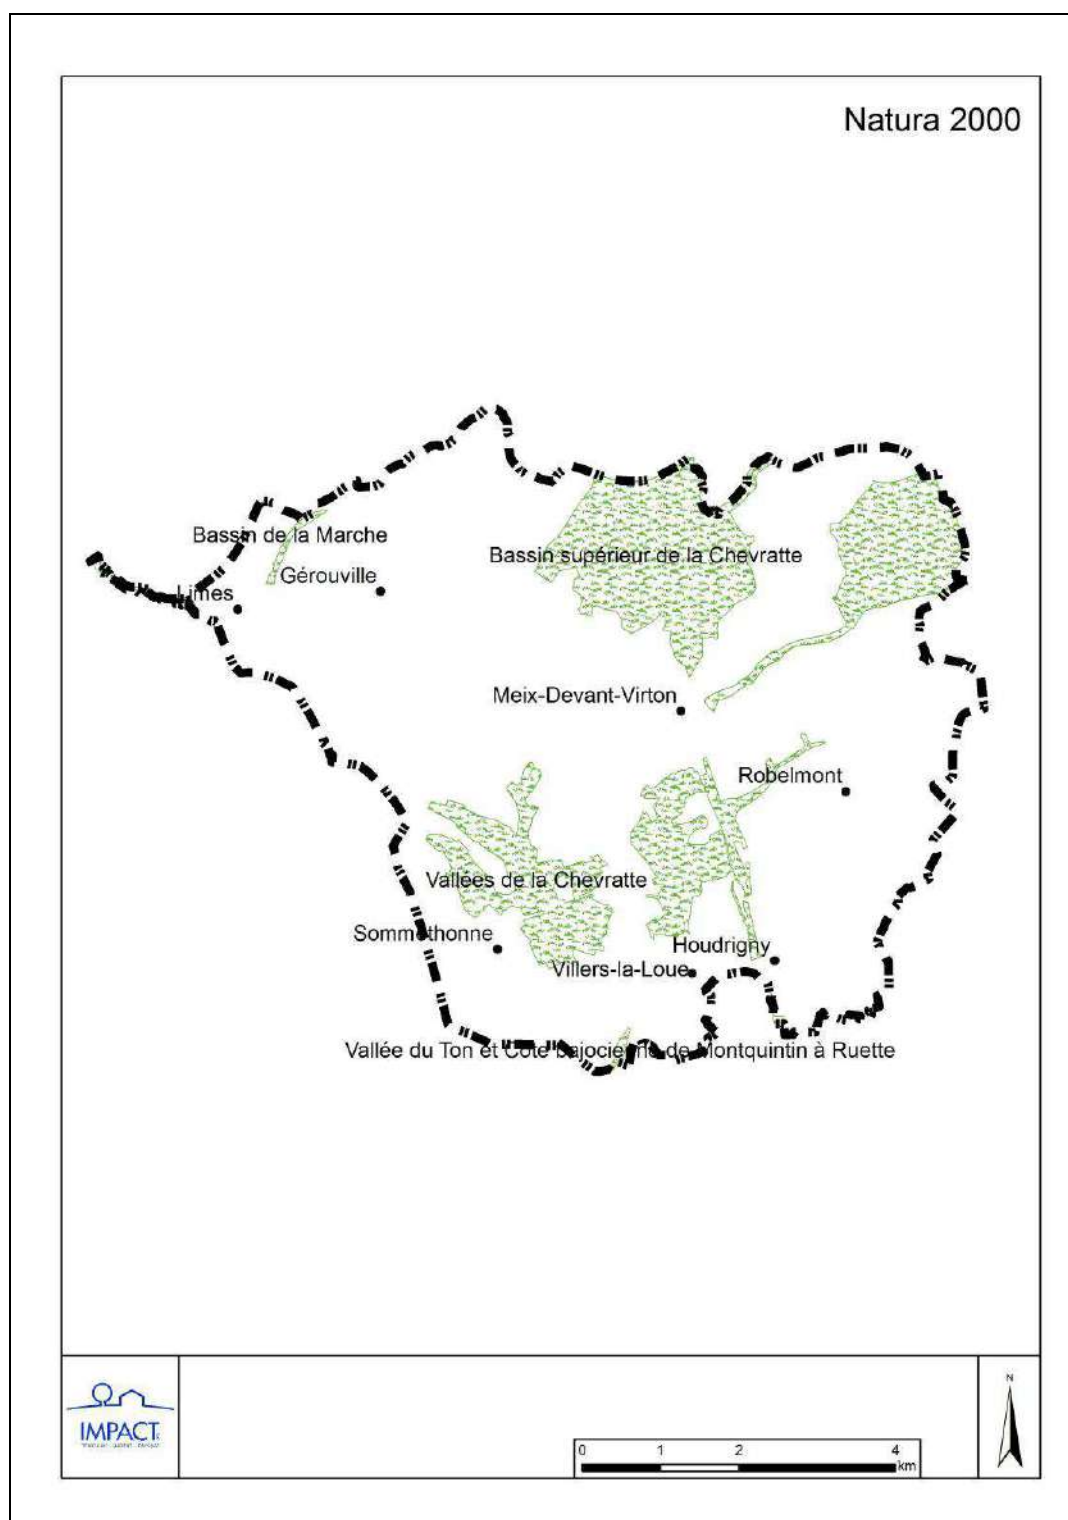 Natura 2000
Bassin de la Marche
Bassin supérieur de la Chevratte
Gérouville
Limes
Meix-Devant-Virton
Robelmont
Vallées de la Chevratte
Sommethonne
Houdrigny
Villers-la-Loue
Vallée du Ton et Côte bajocienne de Montquintin à Ruette
N
IMPACT
0 1 2 4
km